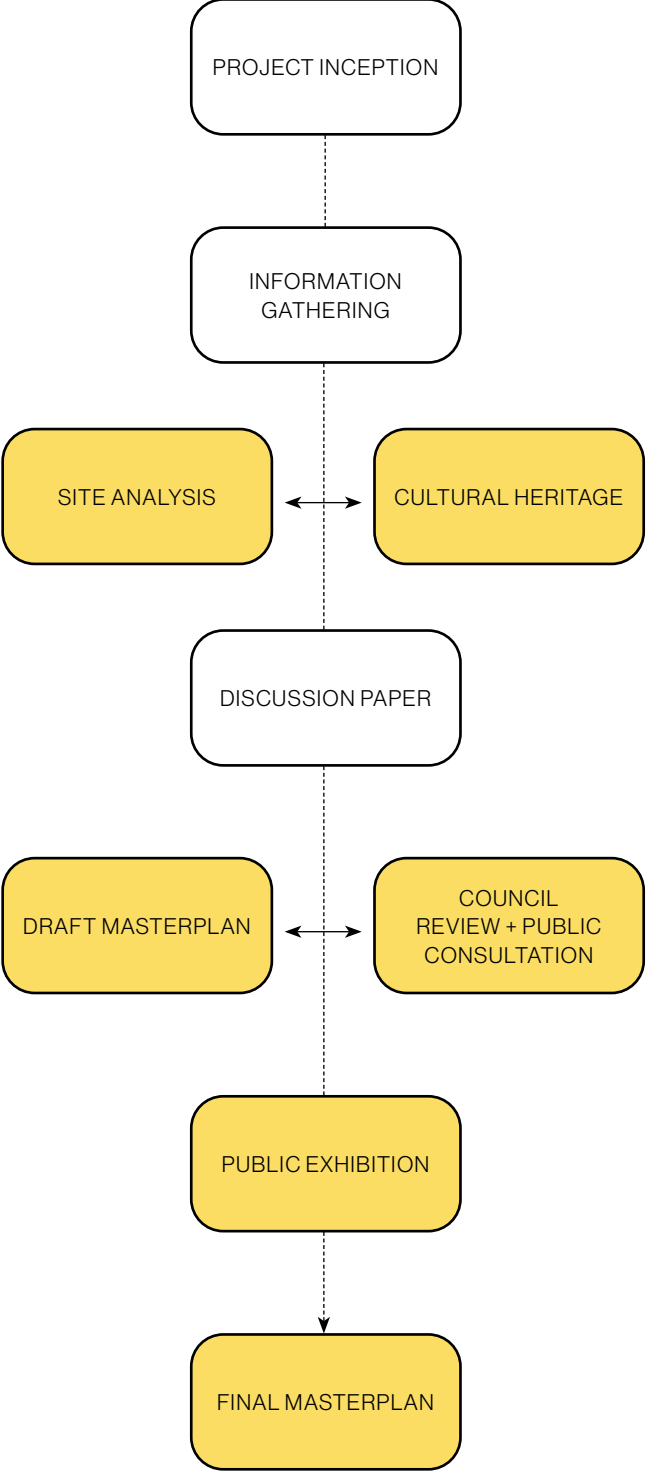 PROJECT INCEPTION
INFORMATION
GATHERING
SITE ANALYSIS
CULTURAL HERITAGE
DISCUSSION PAPER
DRAFT MASTERPLAN
COUNCIL
REVIEW + PUBLIC
CONSULTATION
PUBLIC EXHIBITION
FINAL MASTERPLAN